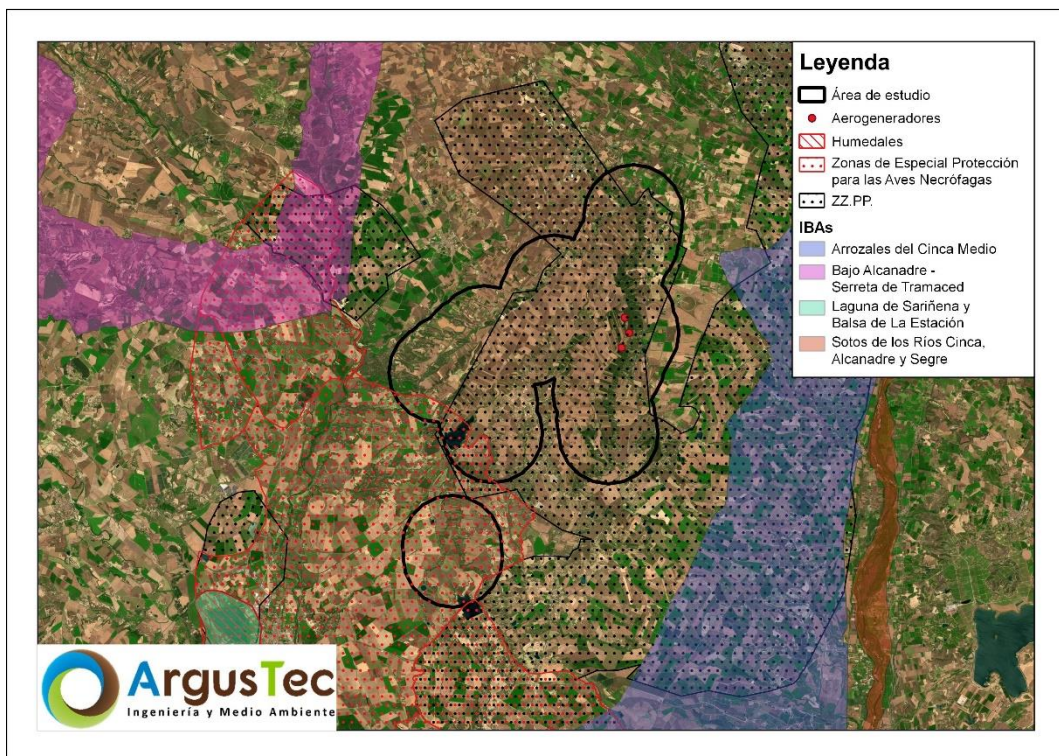 Leyenda
Área de estudio
Aerogeneradores
Humedales
Zonas de Especial Protección
para las Aves Necrófagas
ZZ.PP.
IBAs
Arrozales del Cinca Medio
Bajo Alcanadre -
Serreta de Tramaced
Laguna de Sariñena y
Balsa de La Estación
Sotos de los Ríos Cinca,
Alcanadre y Segre
ArgusTec
Ingeniería y Medio Ambiente